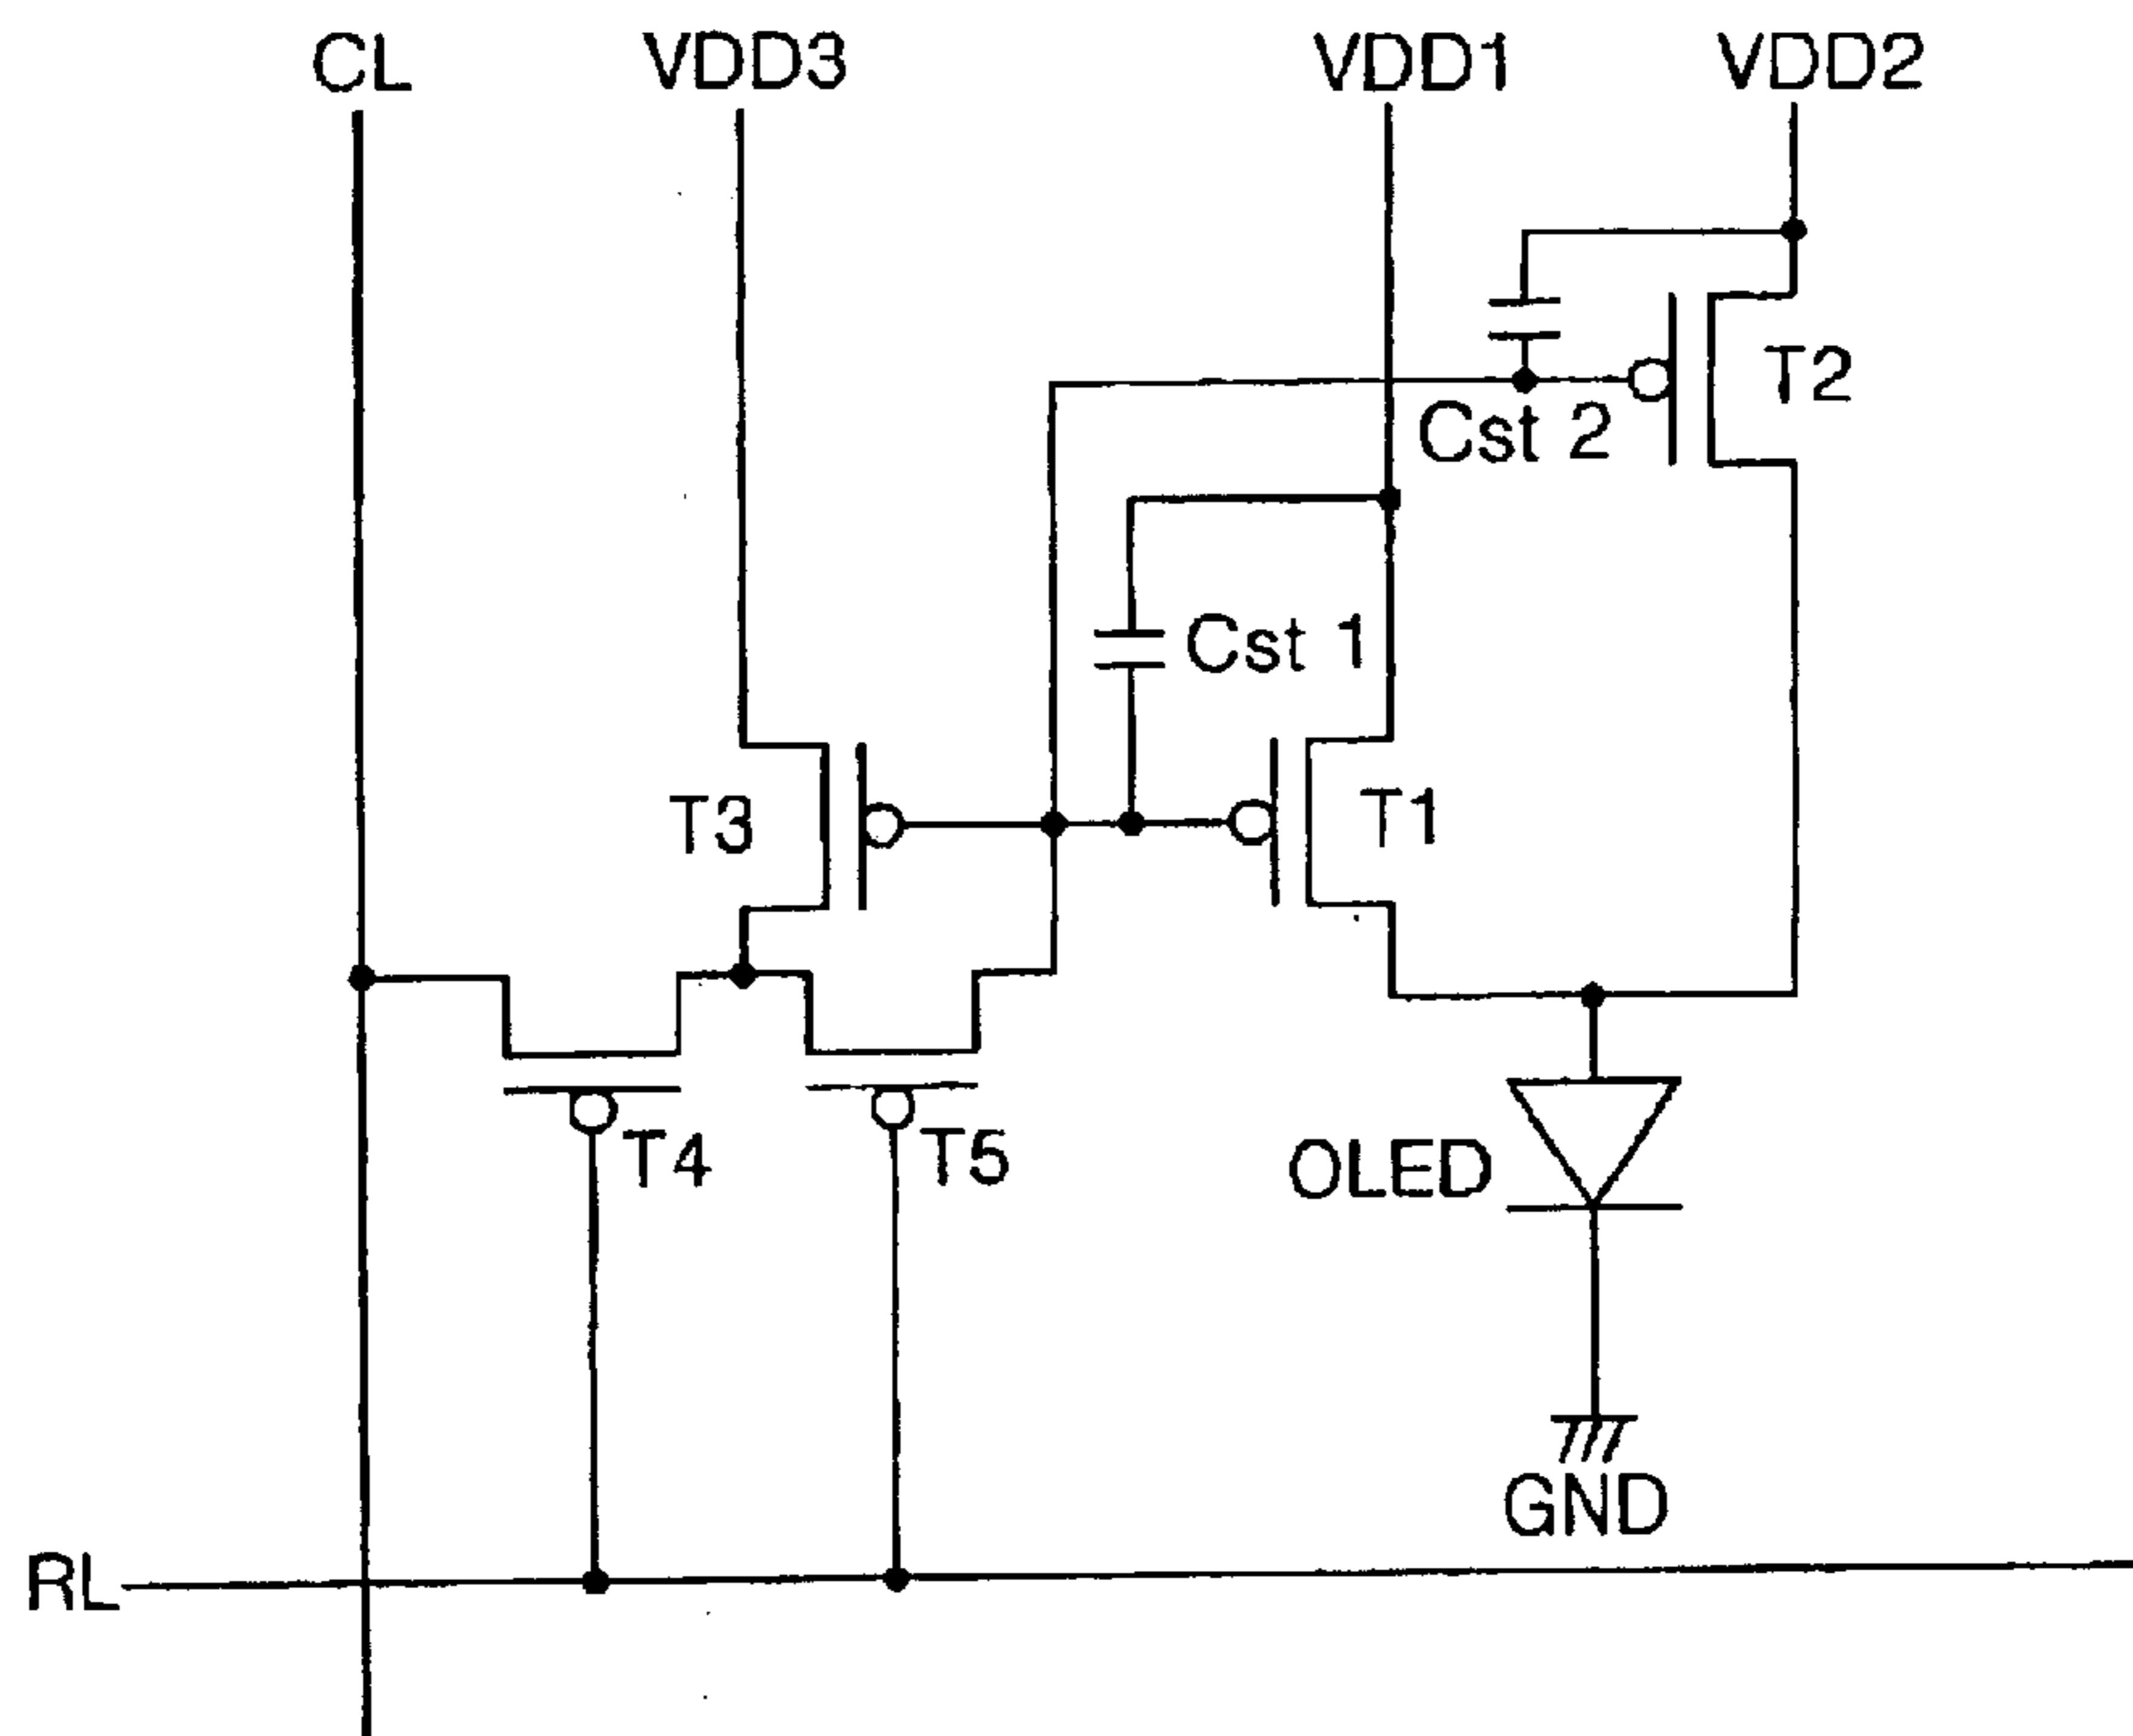 CL VDD3 VDD1 VDD2
T2
Cst 2
Cst 1
T3 T1
T4 T5 OLED
GND
RL